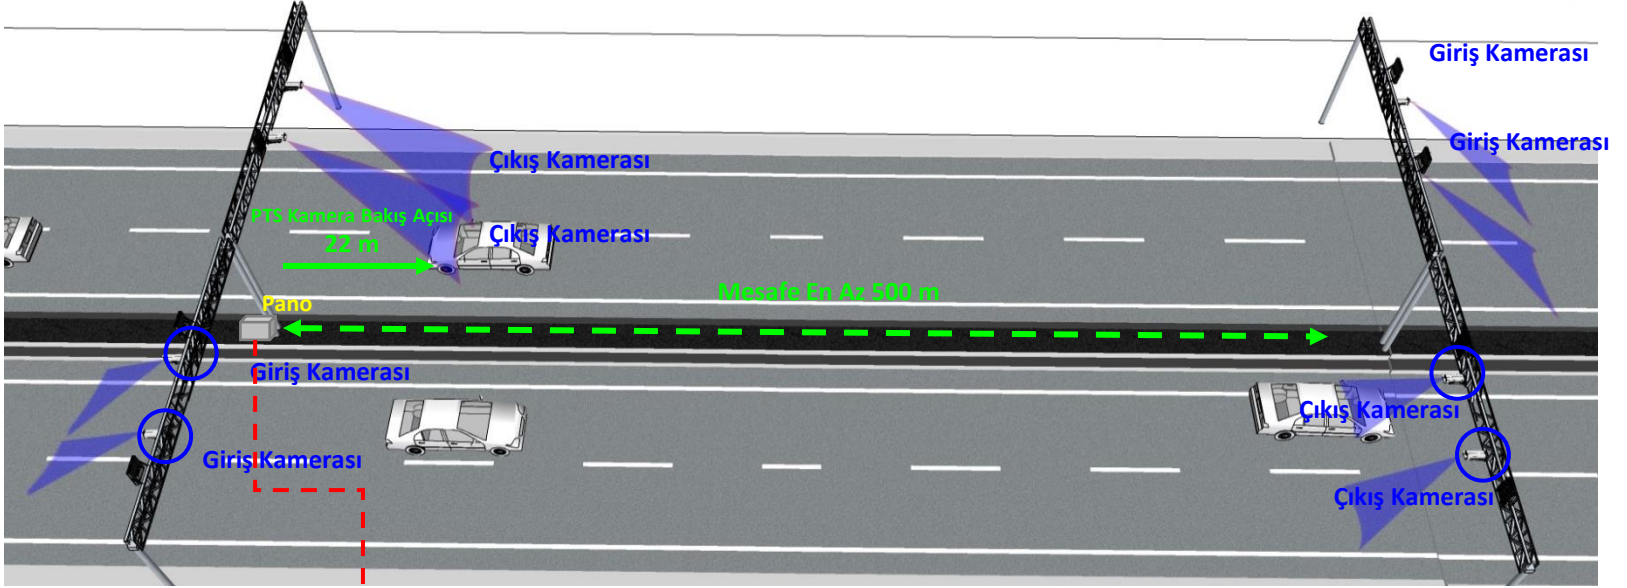 Giriş Kamerası
Giriş Kamerası
Çıkış Kamerası
PTS Kamera Bakış Açısı
22 m
Çıkış Kamerası
Mesafe En Az 500 m
Pano
Giriş Kamerası
Çıkış Kamerası
Giriş Kamerası
Çıkış Kamerası